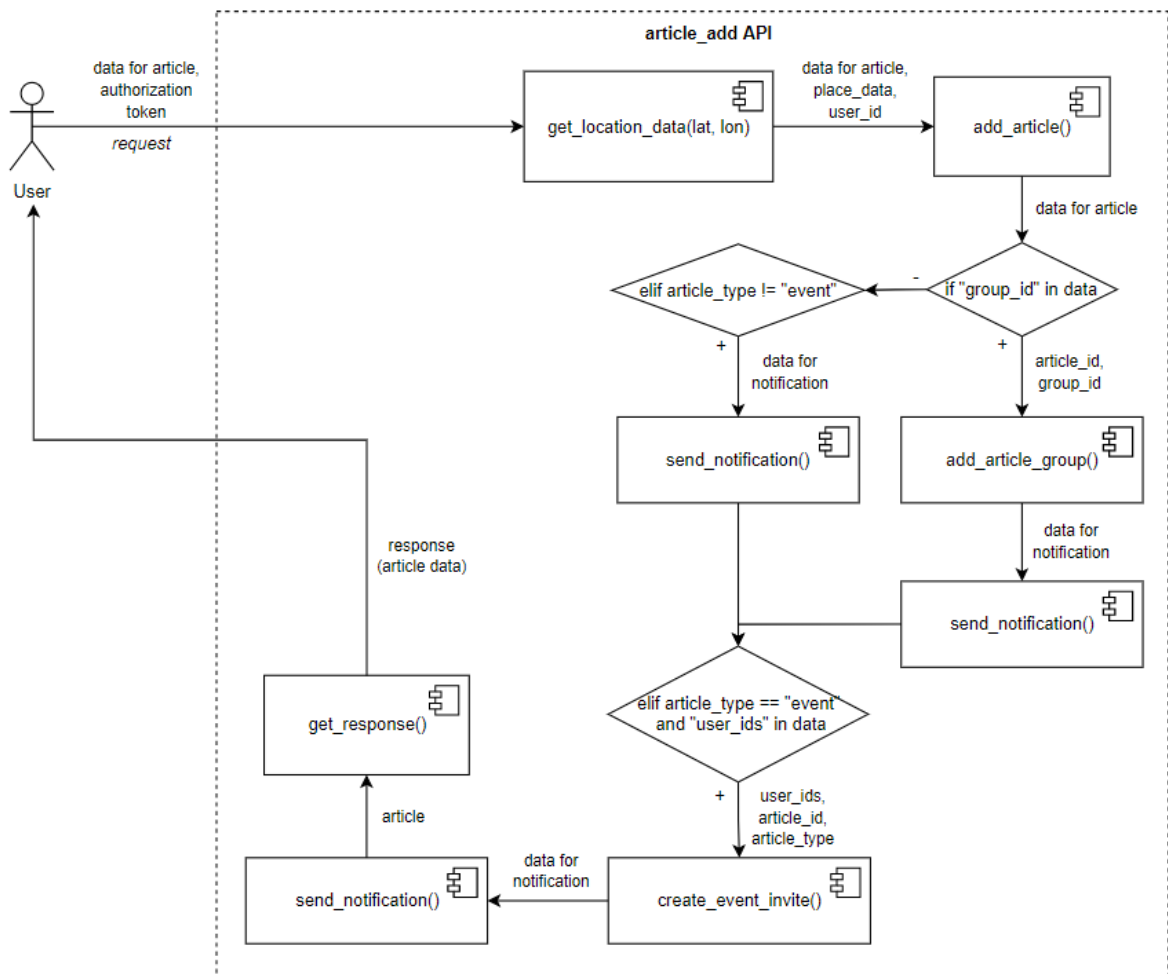 article_add API
data for article,
authorization
token
request
User
get_location_data(lat, lon)
data for article,
place_data,
user_id
add_article()
data for article
if "group_id" in data
-
elif article_type != "event"
+
data for
notification
+
article_id,
group_id
send_notification()
add_article_group()
data for
notification
send_notification()
response
(article data)
elif article_type == "event"
and "user_ids" in data
get_response()
+
user_ids,
article_id,
article_type
article
create_event_invite()
data for
notification
send_notification()